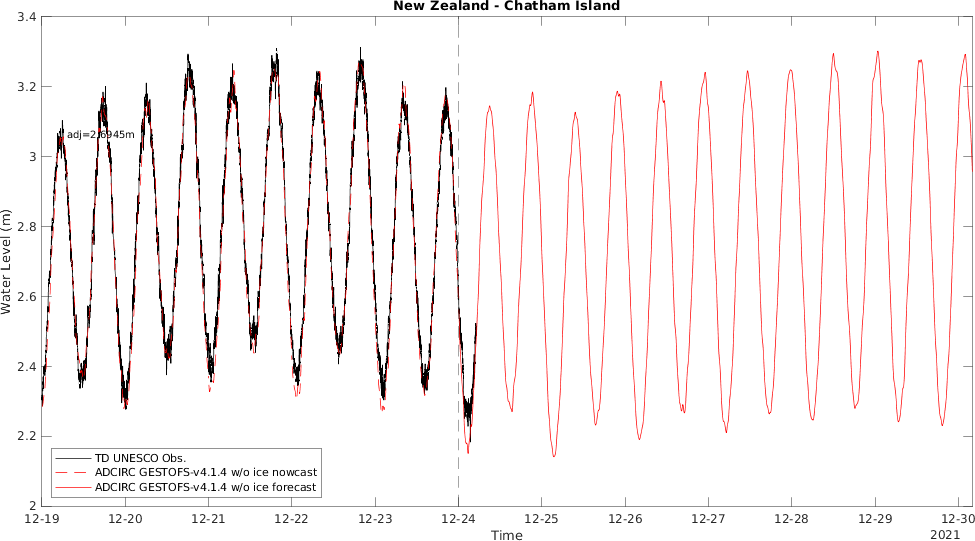 New Zealand - Chatham Island
3.4
3.2
3
2.8
2.6
2.4
2.2
2
Water Level (m)
adj=2.6945m
TD UNESCO Obs.
ADCIRC GESTOFS-v4.1.4 w/o ice nowcast
ADCIRC GESTOFS-v4.1.4 w/o ice forecast
12-19 12-20 12-21 12-22 12-23 12-24 12-25 12-26 12-27 12-28 12-29 12-30
Time
2021